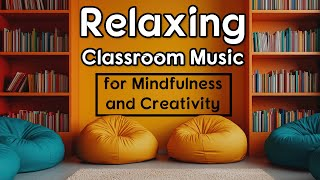 Relaxing
Classroom Music
for Mindfulness
and Creativity